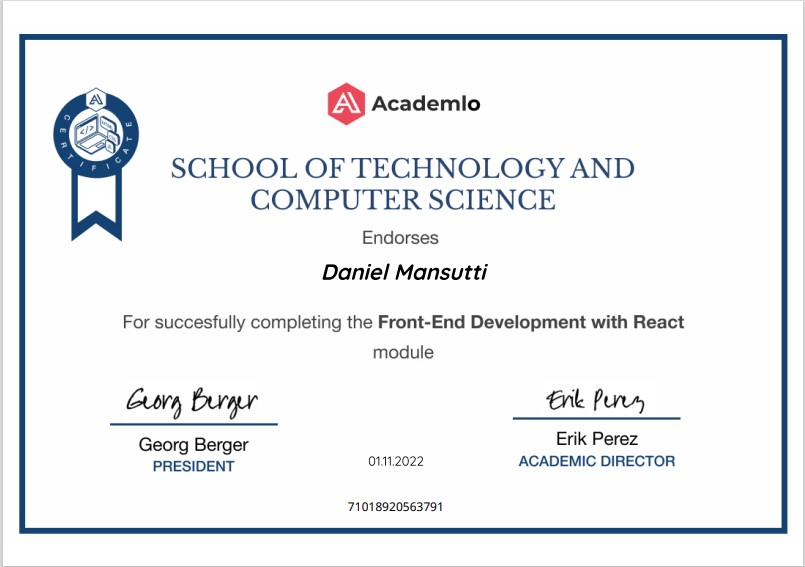 CERTIFICATE
Academlo
SCHOOL OF TECHNOLOGY AND
COMPUTER SCIENCE
Endorses
Daniel Mansutti
For succesfully completing the Front-End Development with React
module
Georg Berger
Erik Perez
Georg Berger
Erik Perez
PRESIDENT
01.11.2022
ACADEMIC DIRECTOR
71018920563791